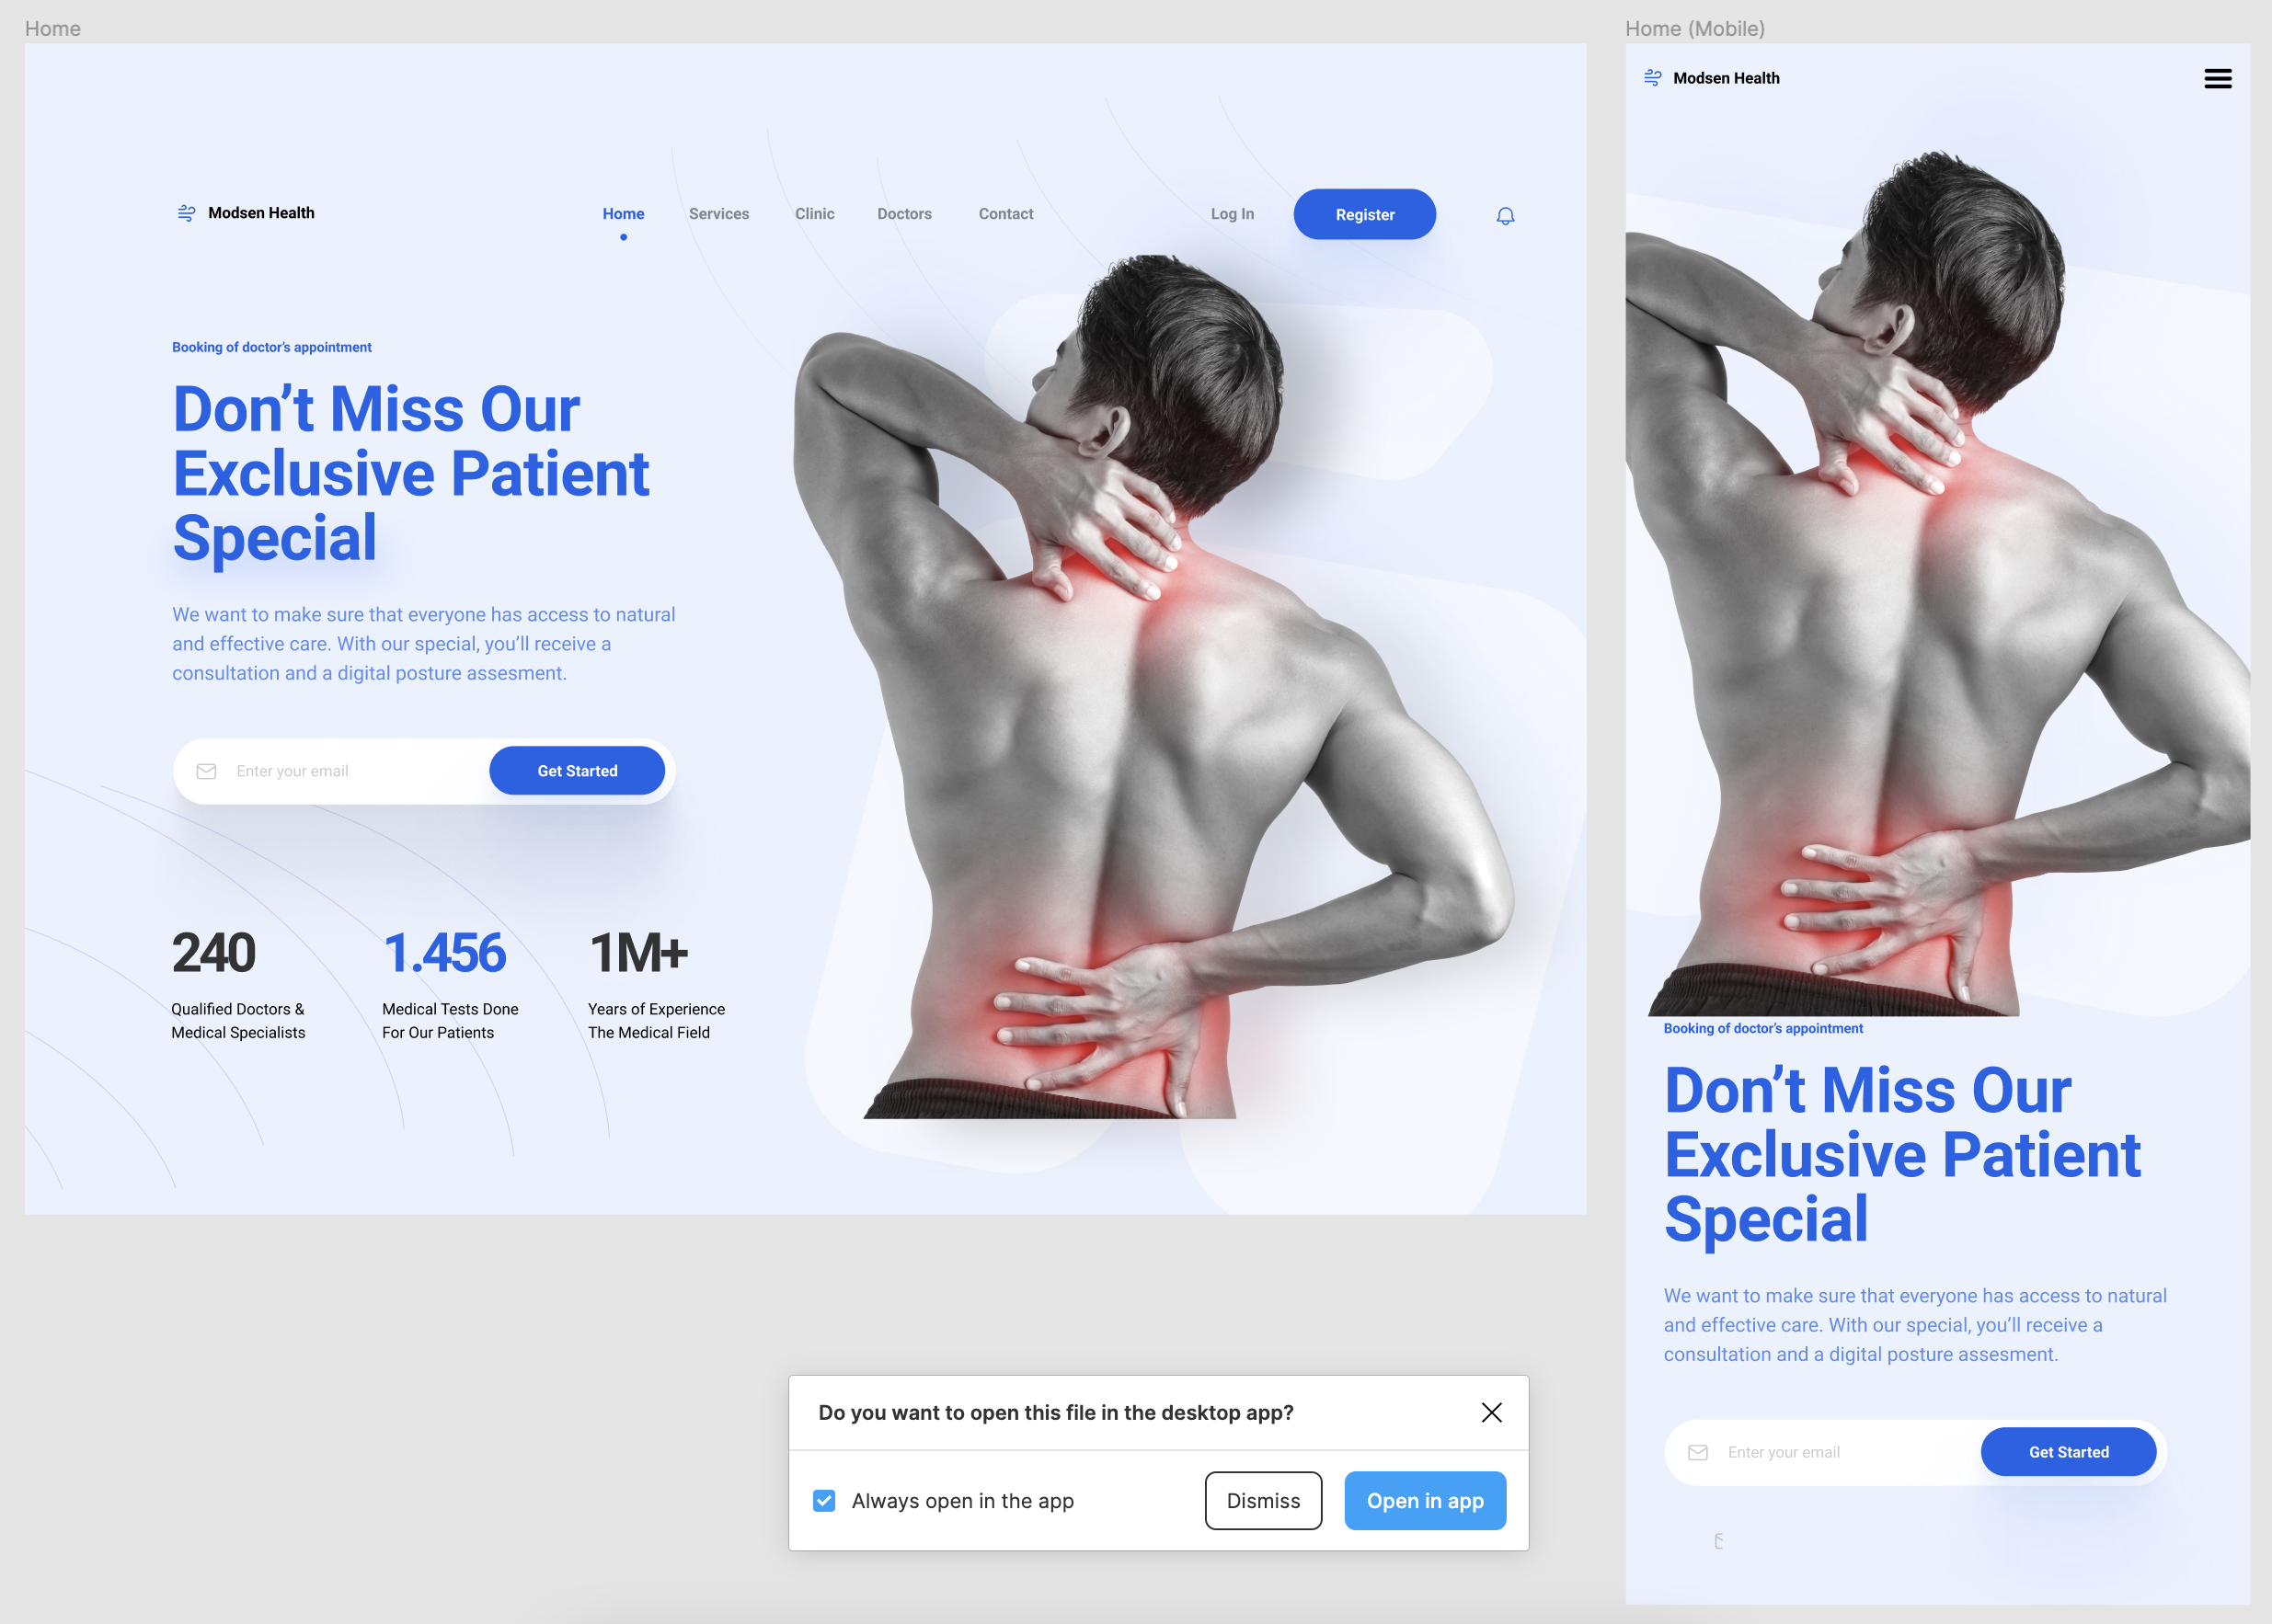 Home
Modsen Health
Home
Services
Clinic
Doctors
Contact
Log In
Register
Booking of doctor’s appointment
Don’t Miss Our
Exclusive Patient
Special
We want to make sure that everyone has access to natural
and effective care. With our special, you’ll receive a
consultation and a digital posture assesment.
Enter your email
Get Started
240
Qualified Doctors &
Medical Specialists
1.456
Medical Tests Done
For Our Patients
1M+
Years of Experience
The Medical Field
Home (Mobile)
Modsen Health
Booking of doctor’s appointment
Don’t Miss Our
Exclusive Patient
Special
We want to make sure that everyone has access to natural
and effective care. With our special, you’ll receive a
consultation and a digital posture assesment.
Enter your email
Get Started
Do you want to open this file in the desktop app?
Always open in the app
Dismiss
Open in app